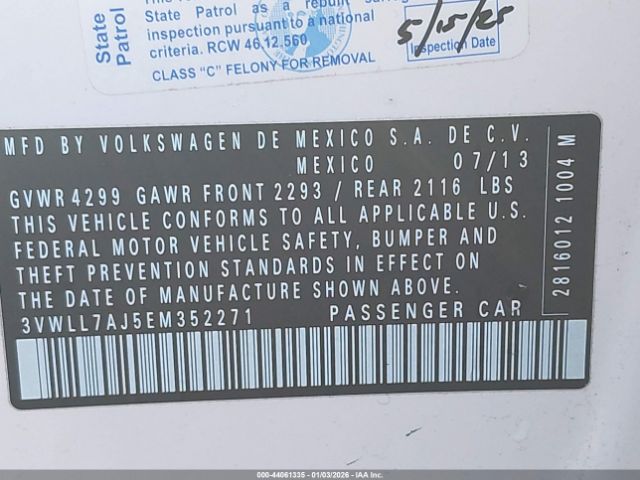 State
Patrol
State Patrol as a rebuilt
inspection pursuant to a national
criteria. RCW 46.12.560
CLASS "C" FELONY FOR REMOVAL
5/15/25
Inspection Date
MFD BY VOLKSWAGEN DE MEXICO S.A. DE C.V.
MEXICO 07/13
GVWR 4299 GAWR FRONT 2293 / REAR 2116 LBS
THIS VEHICLE CONFORMS TO ALL APPLICABLE U.S.
FEDERAL MOTOR VEHICLE SAFETY, BUMPER AND
THEFT PREVENTION STANDARDS IN EFFECT ON
THE DATE OF MANUFACTURE SHOWN ABOVE.
3VWLL7AJ5EM352271 PASSENGER CAR
2816012 1004 M
000-44061335 - 01/03/2026 - IAA Inc.